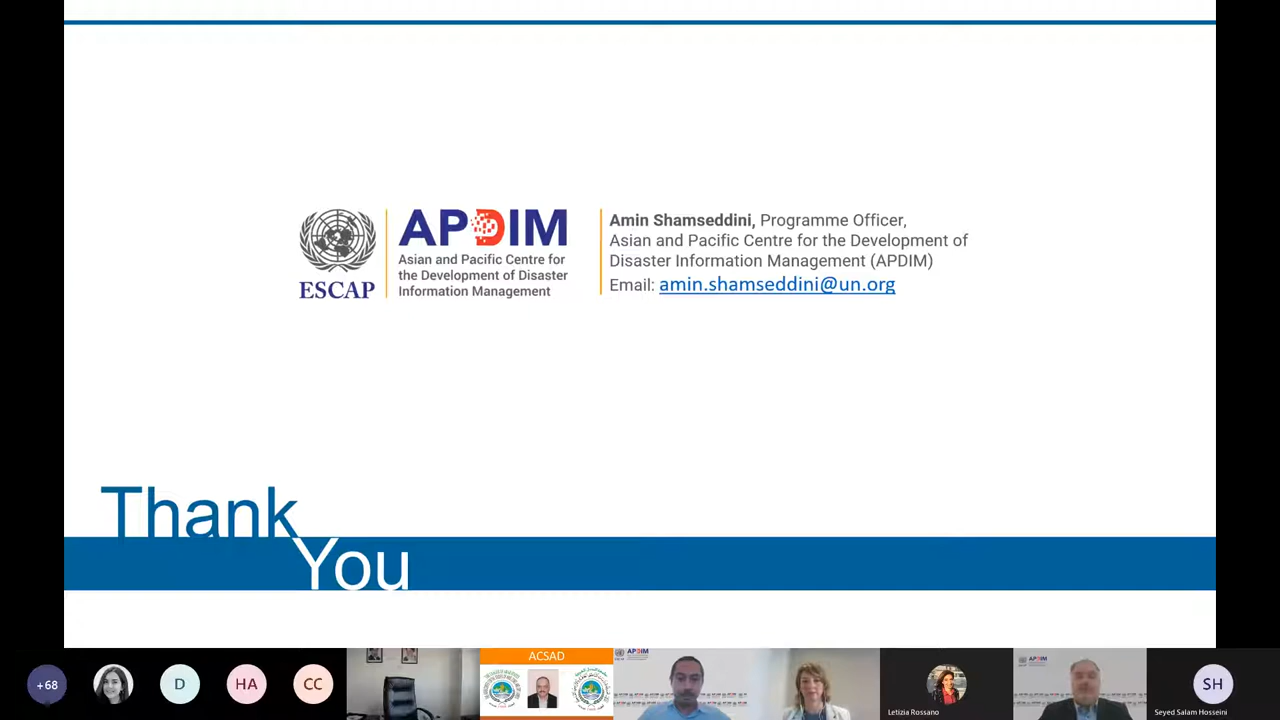 APDIM
Asian and Pacific Centre for
the Development of Disaster
Information Management
ESCAP
Amin Shamseddini, Programme Officer,
Asian and Pacific Centre for the Development of
Disaster Information Management (APDIM)
Email: amin.shamseddini@un.org
Thank
You
+68
D
HA
CC
ACSAD
APDIM
Letizia Rossano
APDIM
SH
Seyed Salam Hosseini